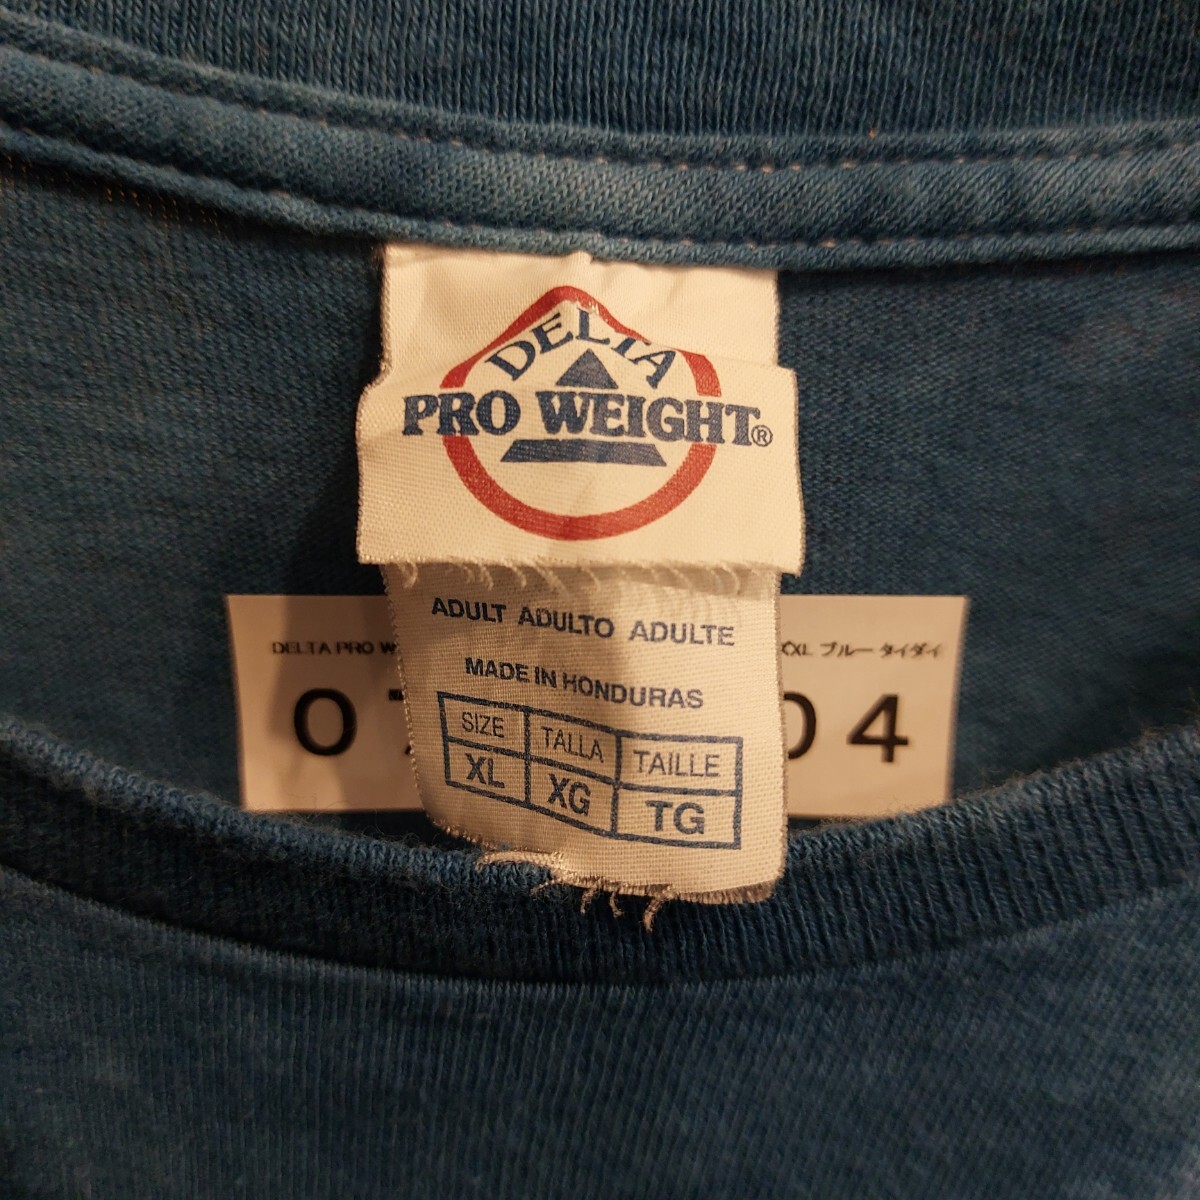 DELTA
PRO WEIGHT®
ADULT ADULTO ADULTE
MADE IN HONDURAS
SIZE TALLA TAILLE
XL XG TG
DELTA PRO XXL ブルー タイダイ
0 04